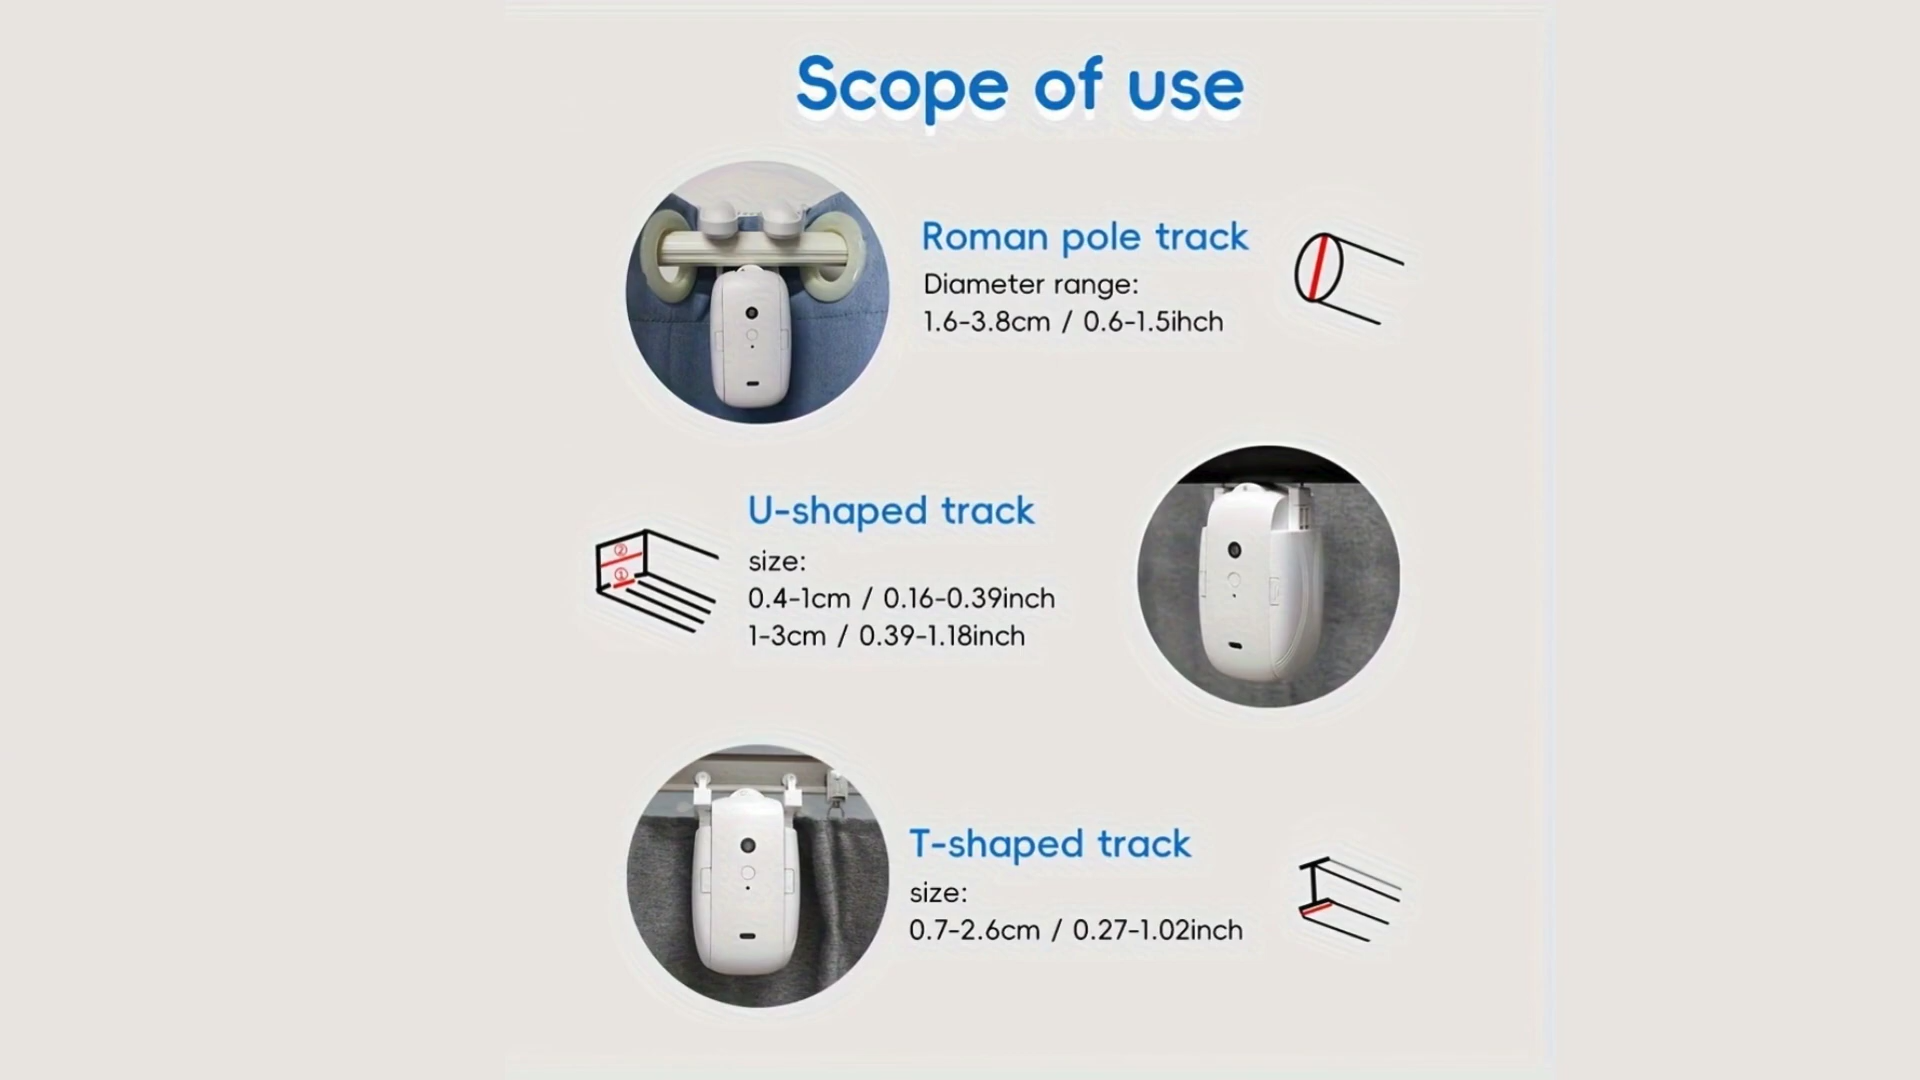 Scope of use
Roman pole track
Diameter range:
1.6-3.8cm / 0.6-1.5ihch
U-shaped track
②
①
size:
0.4-1cm / 0.16-0.39inch
1-3cm / 0.39-1.18inch
T-shaped track
size:
0.7-2.6cm / 0.27-1.02inch